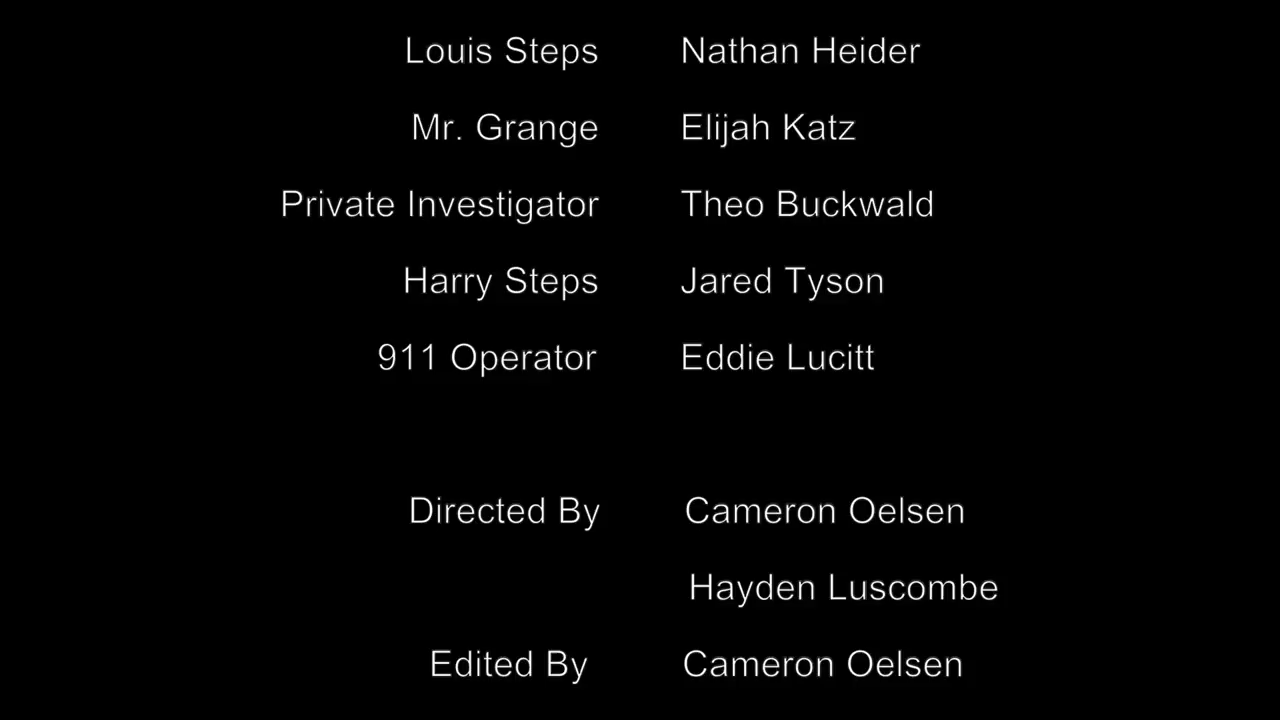 Louis Steps Nathan Heider
Mr. Grange Elijah Katz
Private Investigator Theo Buckwald
Harry Steps Jared Tyson
911 Operator Eddie Lucitt
Directed By Cameron Oelsen
Hayden Luscombe
Edited By Cameron Oelsen